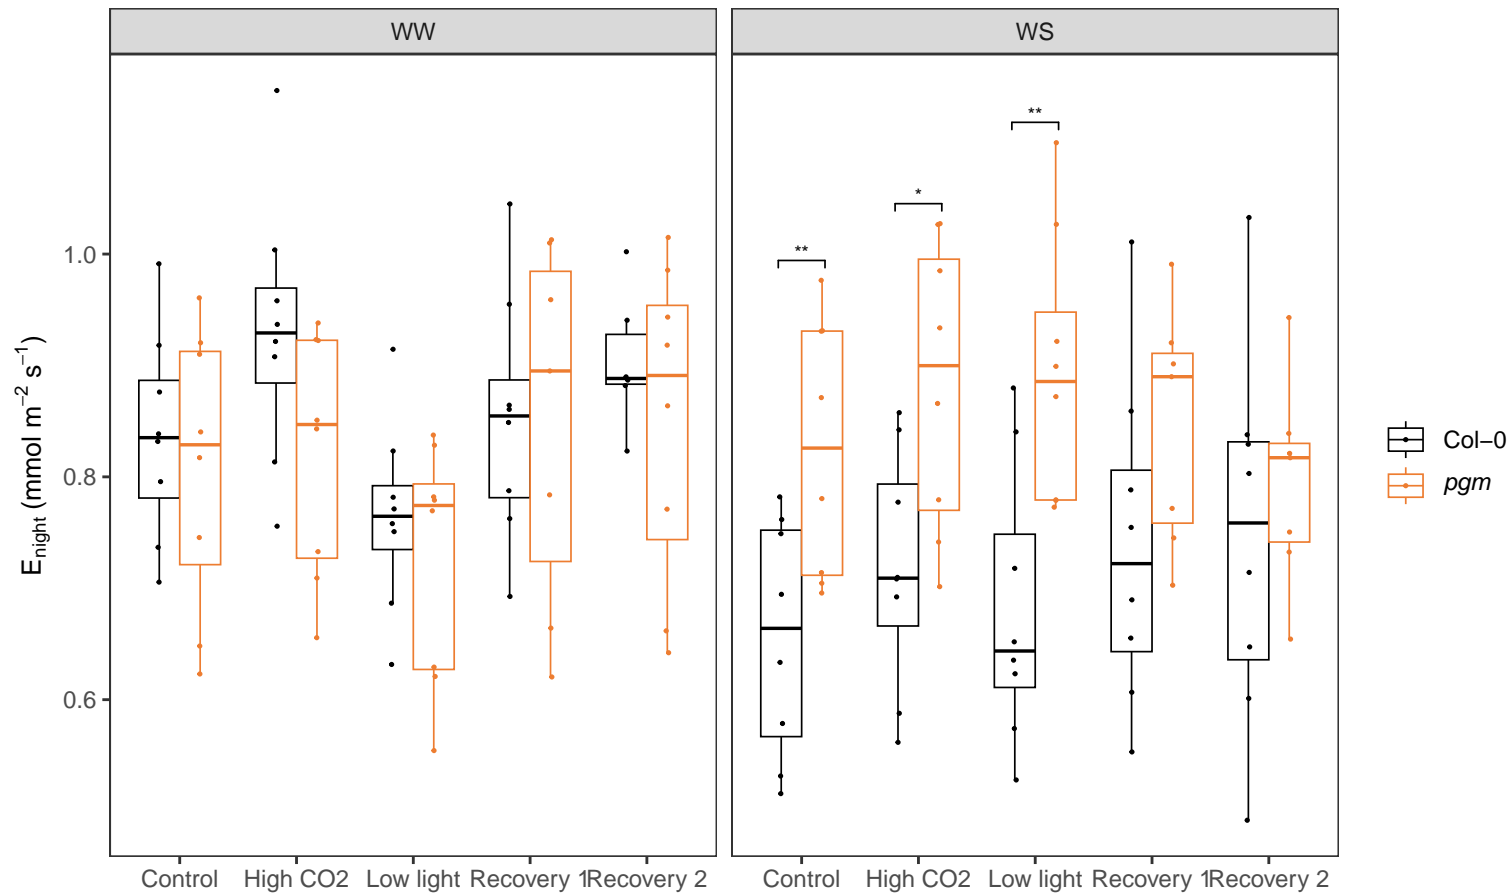 WW
WS
**
*
**
1.0
0.8
0.6
E_night (mmol m⁻² s⁻¹)
Col−0
pgm
Control High CO2 Low light Recovery 1 Recovery 2
Control High CO2 Low light Recovery 1 Recovery 2